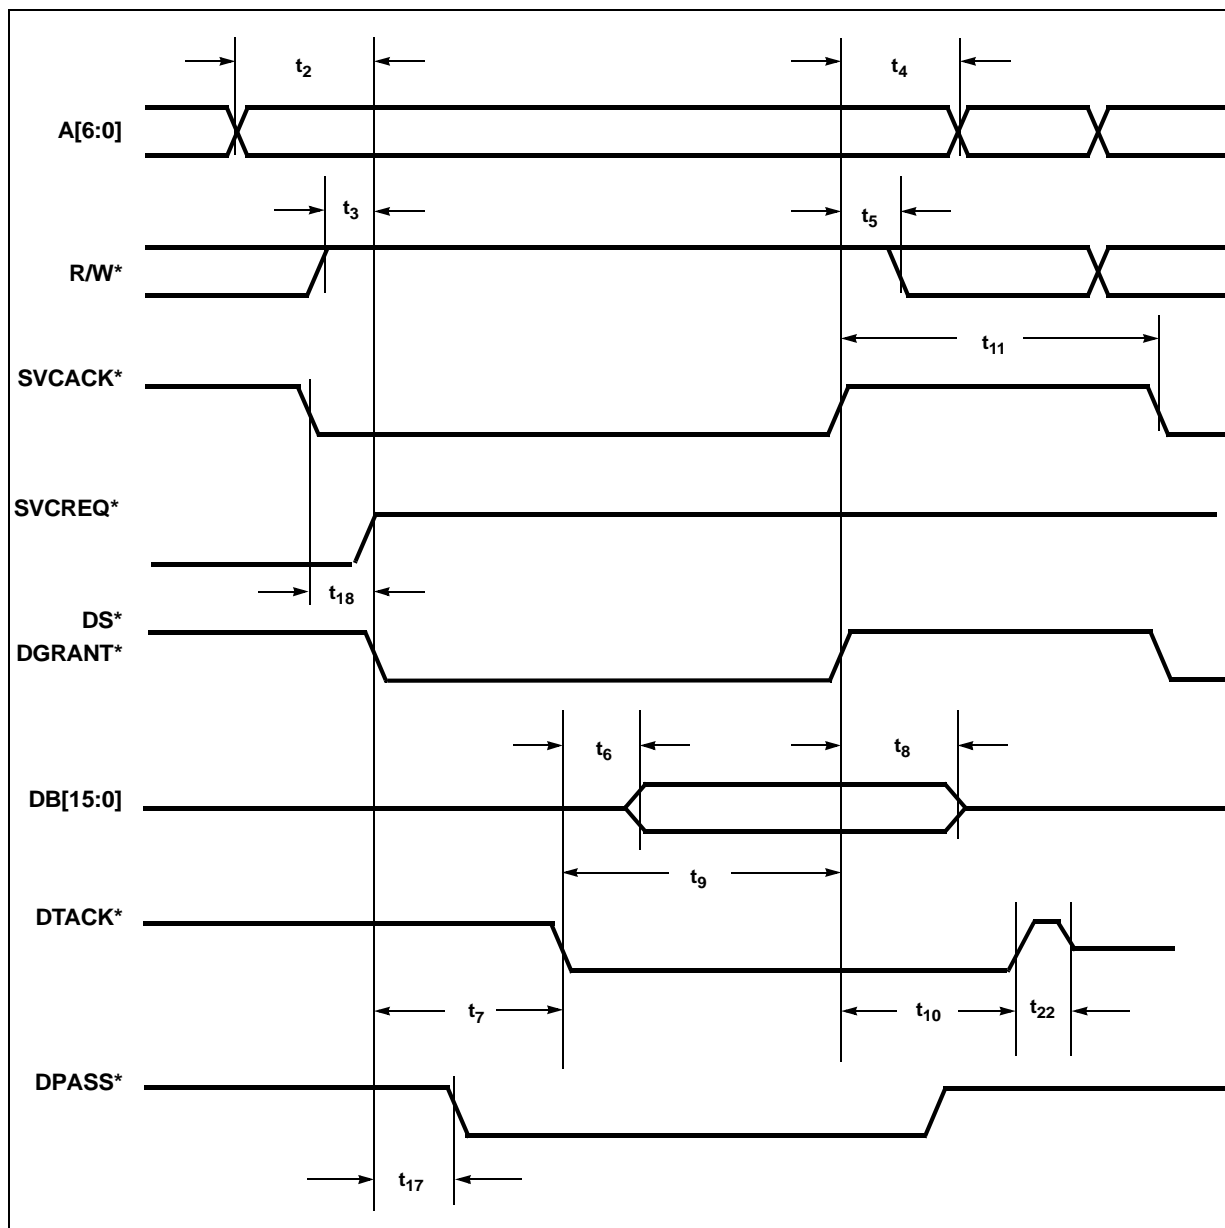 t2
t4
A[6:0]
t3
t5
R/W*
t11
SVCACK*
SVCREQ*
t18
DS*
DGRANT*
t6
t8
DB[15:0]
t9
DTACK*
t7
t10
t22
DPASS*
t17